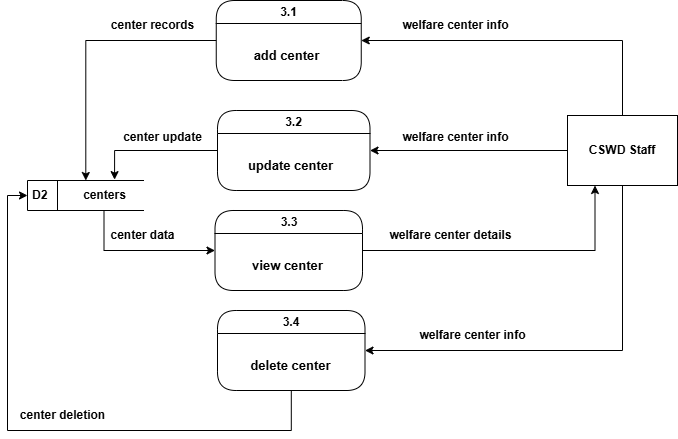 3.1
center records
welfare center info
add center
3.2
center update
welfare center info
update center
CSWD Staff
D2
centers
3.3
center data
welfare center details
view center
3.4
welfare center info
delete center
center deletion